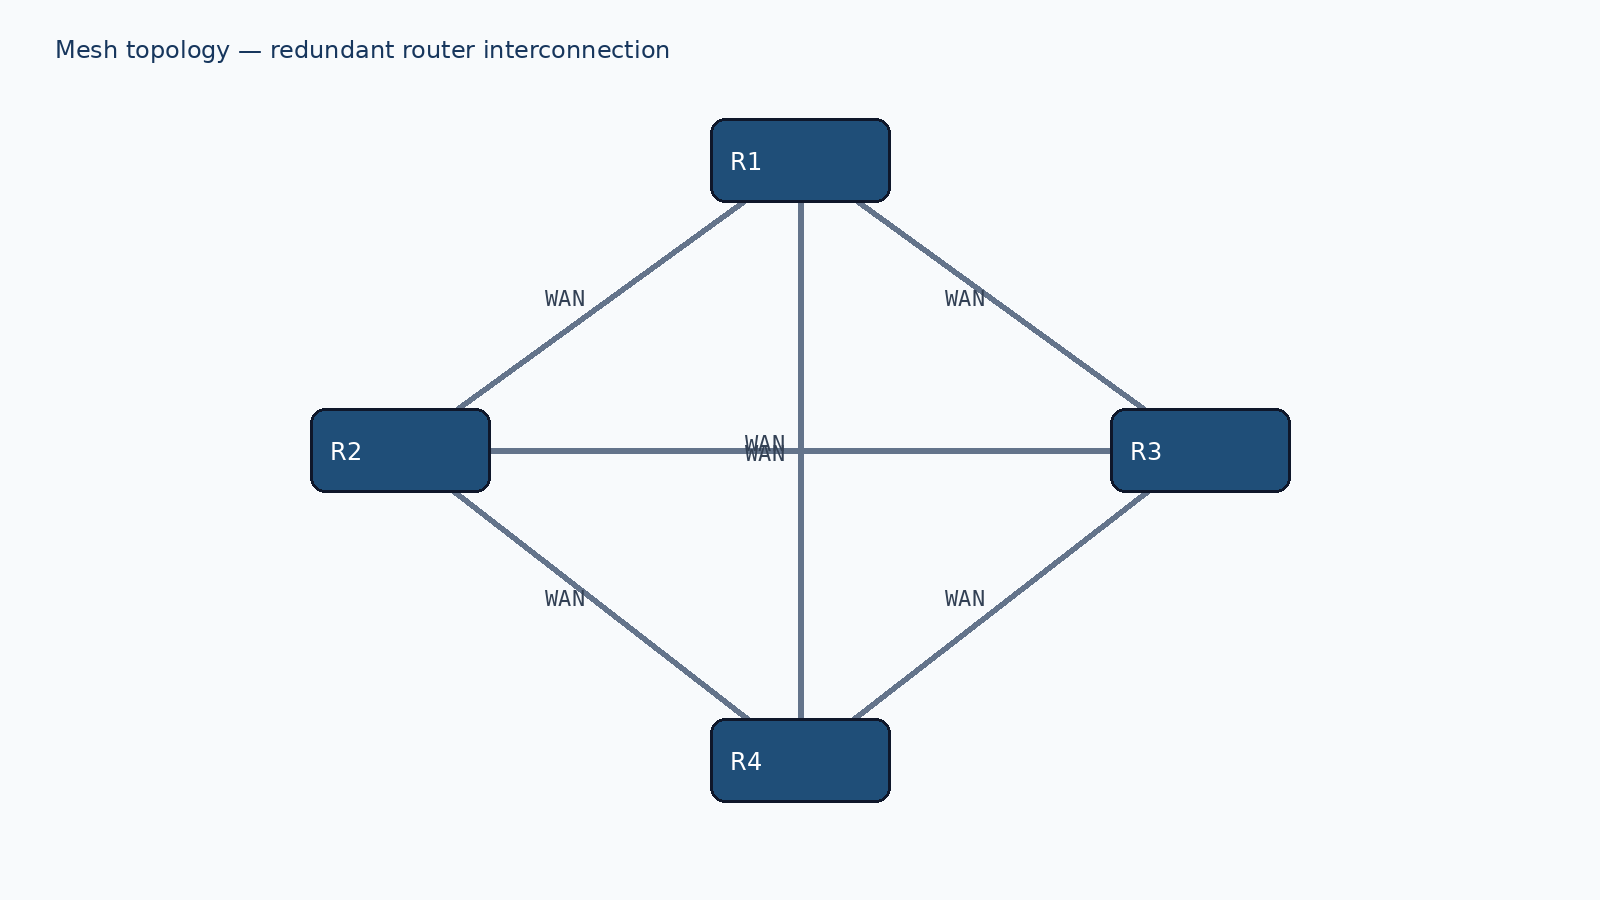 Mesh topology — redundant router interconnection
R1
WAN
WAN
WAN
WAN
R2
R3
WAN
WAN
R4